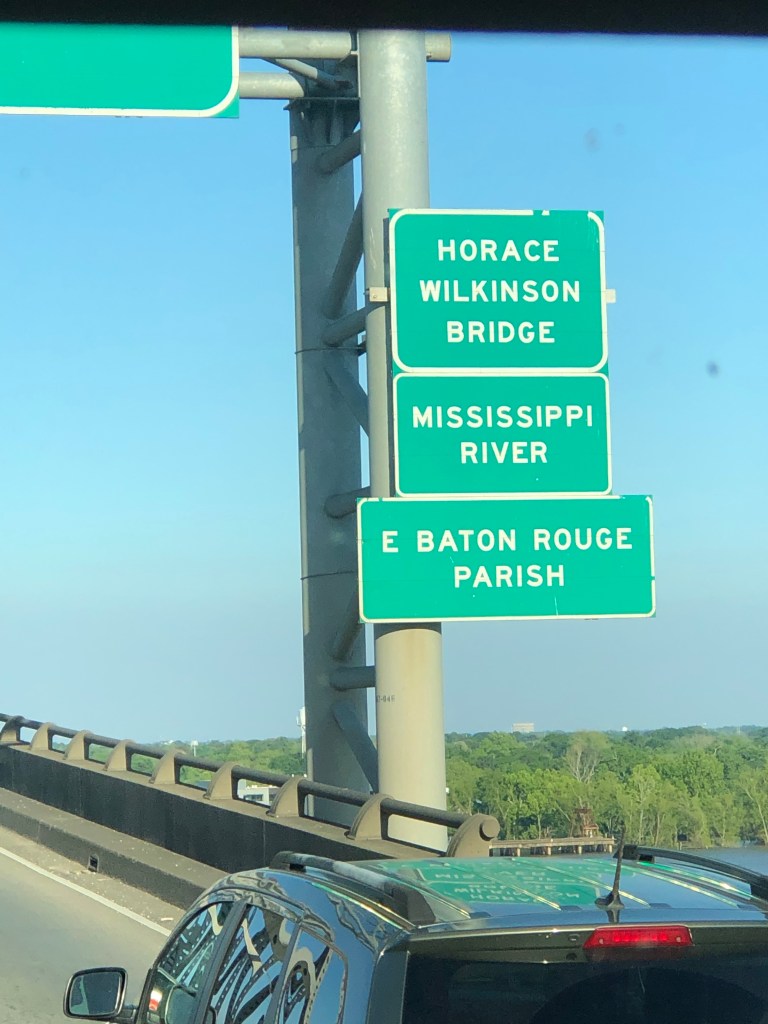 HORACE
WILKINSON
BRIDGE
MISSISSIPPI
RIVER
E BATON ROUGE
PARISH